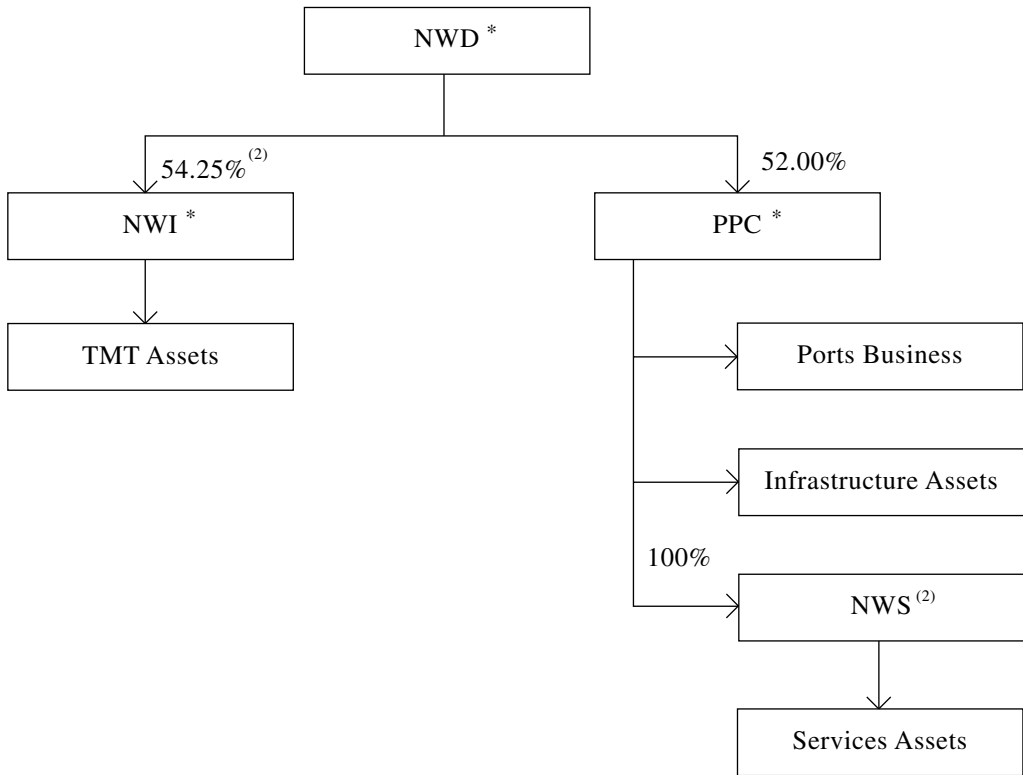 NWD *
54.25% (2)
52.00%
NWI *
PPC *
TMT Assets
Ports Business
Infrastructure Assets
100%
NWS (2)
Services Assets